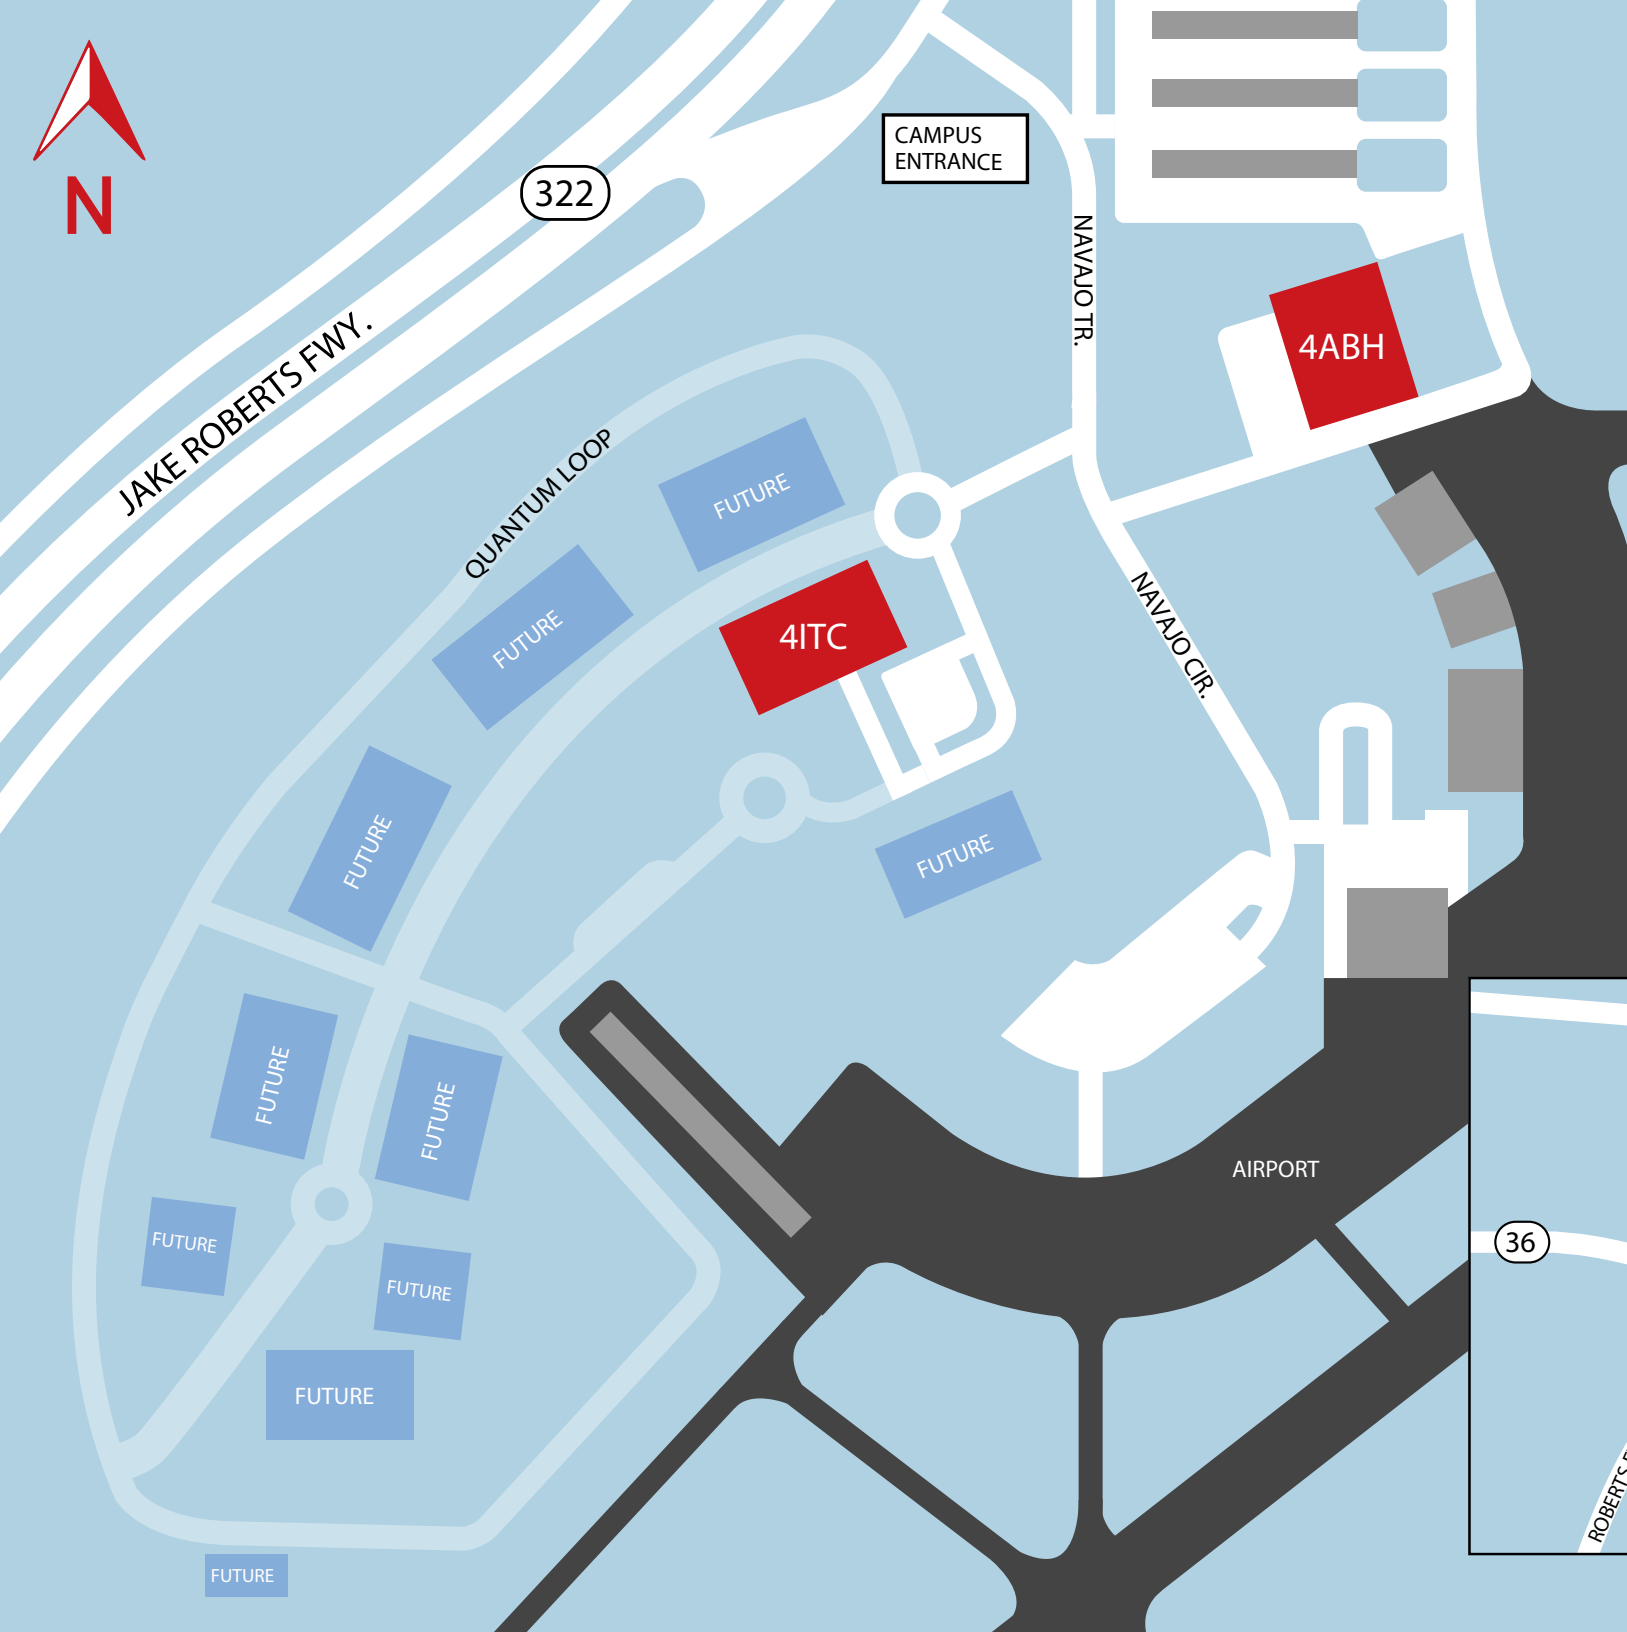 CAMPUS
ENTRANCE
N
322
NAVAJO TR.
JAKE ROBERTS FWY.
4ABH
QUANTUM LOOP
FUTURE
FUTURE
4ITC
NAVAJO CIR.
FUTURE
FUTURE
FUTURE
FUTURE
AIRPORT
FUTURE
FUTURE
36
FUTURE
ROBERTS
FUTURE